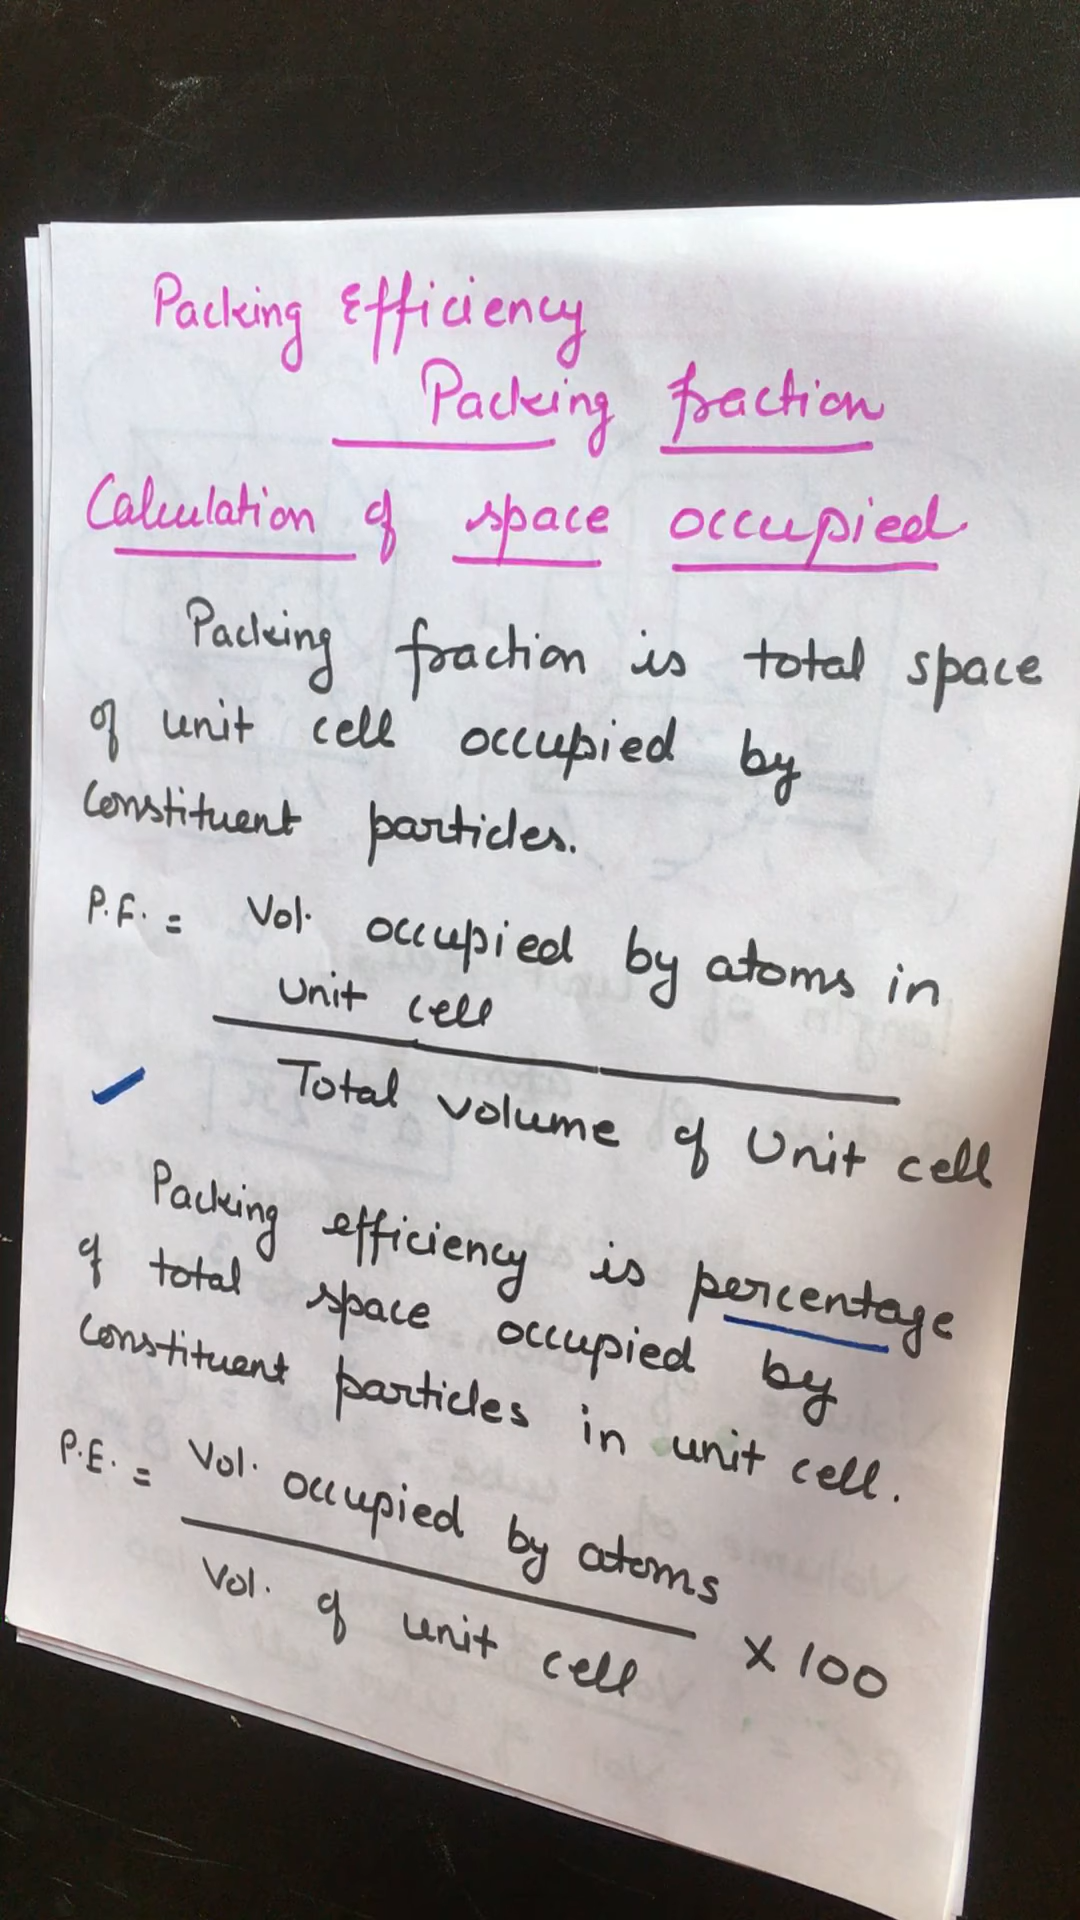 Packing Efficiency
Packing fraction
Calculation of space occupied
Packing fraction is total space
of unit cell occupied by
constituent particles.
P.F. = Vol. occupied by atoms in
unit cell
Total volume of Unit cell
Packing efficiency is percentage
of total space occupied by
constituent particles in unit cell.
P.E. = Vol. occupied by atoms
Vol. of unit cell × 100